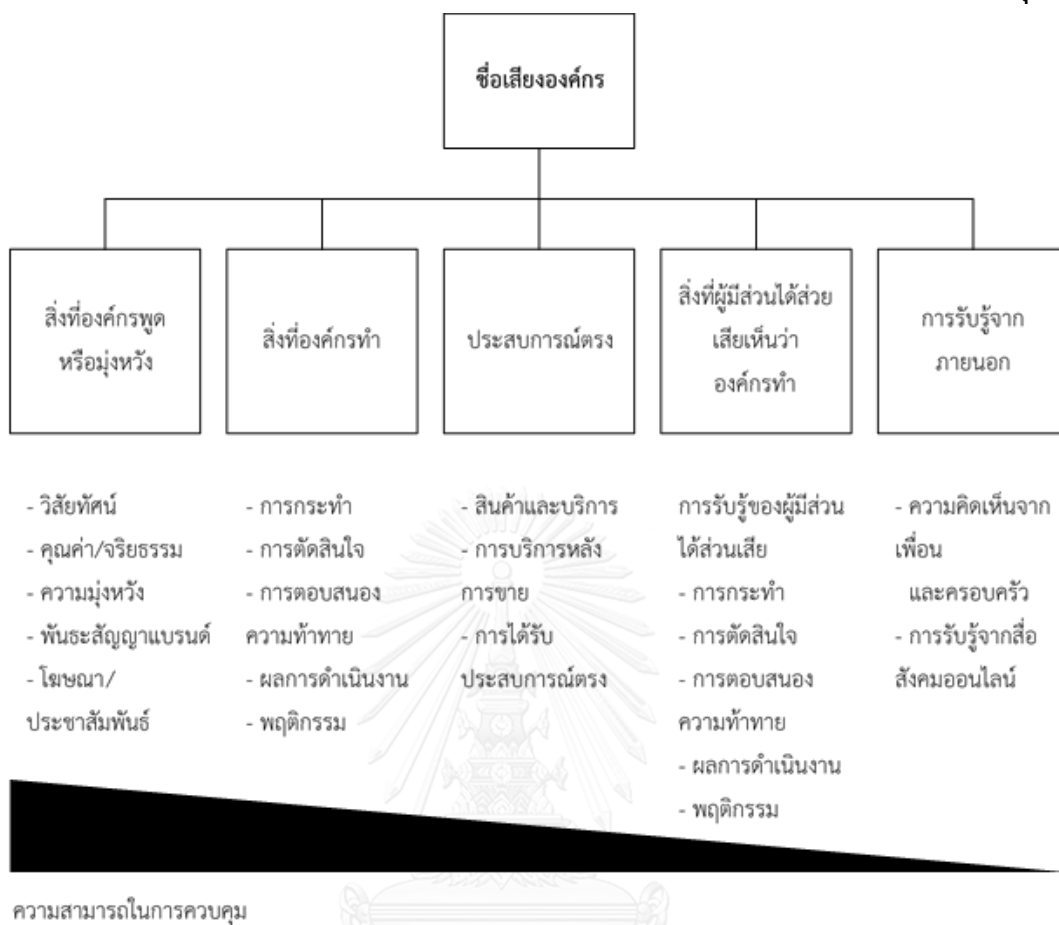 ชื่อเสียงองค์กร
สิ่งที่องค์กรพูด
หรือมุ่งหวัง
สิ่งที่องค์กรทำ
ประสบการณ์ตรง
สิ่งที่ผู้มีส่วนได้ส่วย
เสียเห็นว่า
องค์กรทำ
การรับรู้จาก
ภายนอก
- วิสัยทัศน์
- คุณค่า/จริยธรรม
- ความมุ่งหวัง
- พันธะสัญญาแบรนด์
- โฆษณา/
ประชาสัมพันธ์
- การกระทำ
- การตัดสินใจ
- การตอบสนอง
ความท้าทาย
- ผลการดำเนินงาน
- พฤติกรรม
- สินค้าและบริการ
- การบริการหลัง
การขาย
- การได้รับ
ประสบการณ์ตรง
การรับรู้ของผู้มีส่วน
ได้ส่วนเสีย
- การกระทำ
- การตัดสินใจ
- การตอบสนอง
ความท้าทาย
- ผลการดำเนินงาน
- พฤติกรรม
- ความคิดเห็นจาก
เพื่อน
และครอบครัว
- การรับรู้จากสื่อ
สังคมออนไลน์
ความสามารถในการควบคุม